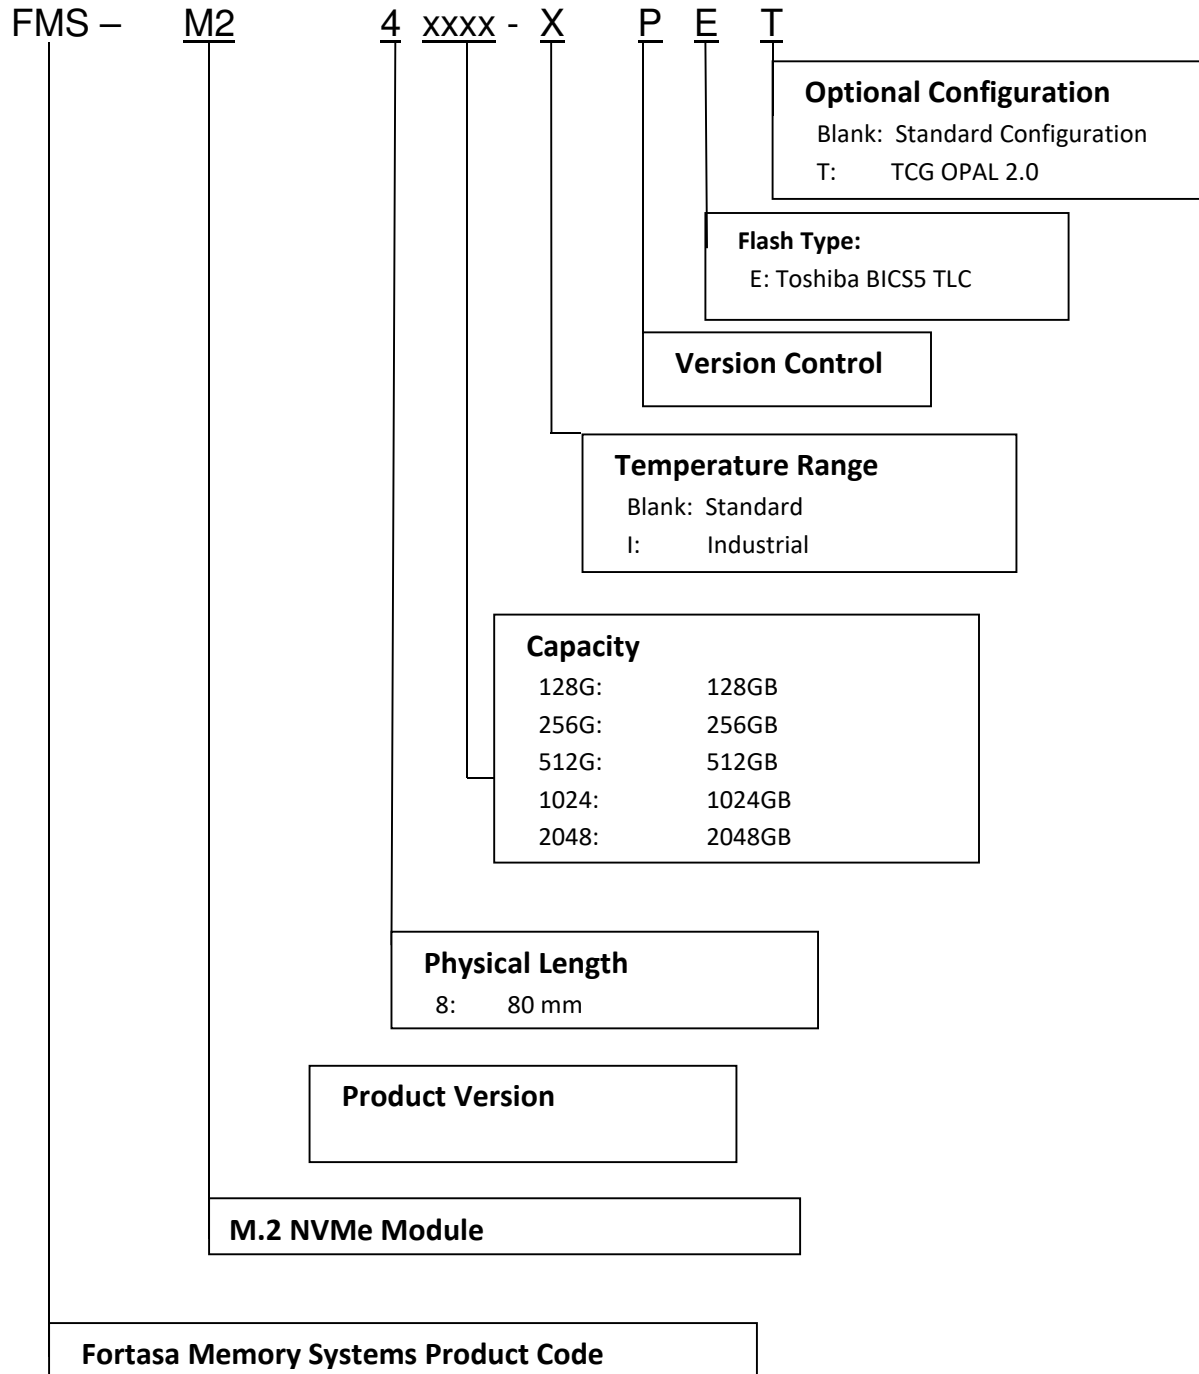 FMS – M2 4 xxxx - X P E T
Optional Configuration
Blank: Standard Configuration
T: TCG OPAL 2.0
Flash Type:
E: Toshiba BICS5 TLC
Version Control
Temperature Range
Blank: Standard
I: Industrial
Capacity
128G: 128GB
256G: 256GB
512G: 512GB
1024: 1024GB
2048: 2048GB
Physical Length
8: 80 mm
Product Version
M.2 NVMe Module
Fortasa Memory Systems Product Code